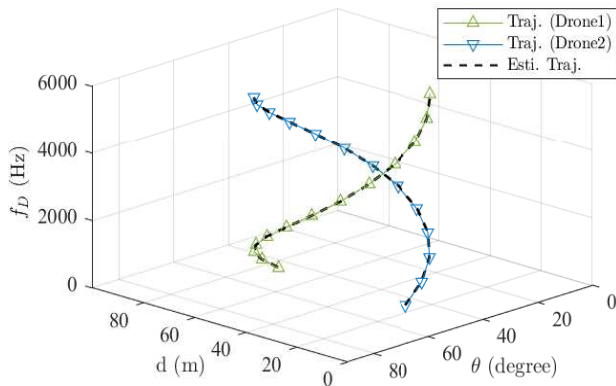 Traj. (Drone1)
Traj. (Drone2)
Esti. Traj.
6000
4000
2000
0
f_D (Hz)
80
60
40
20
0
d (m)
80
60
40
20
0
θ (degree)